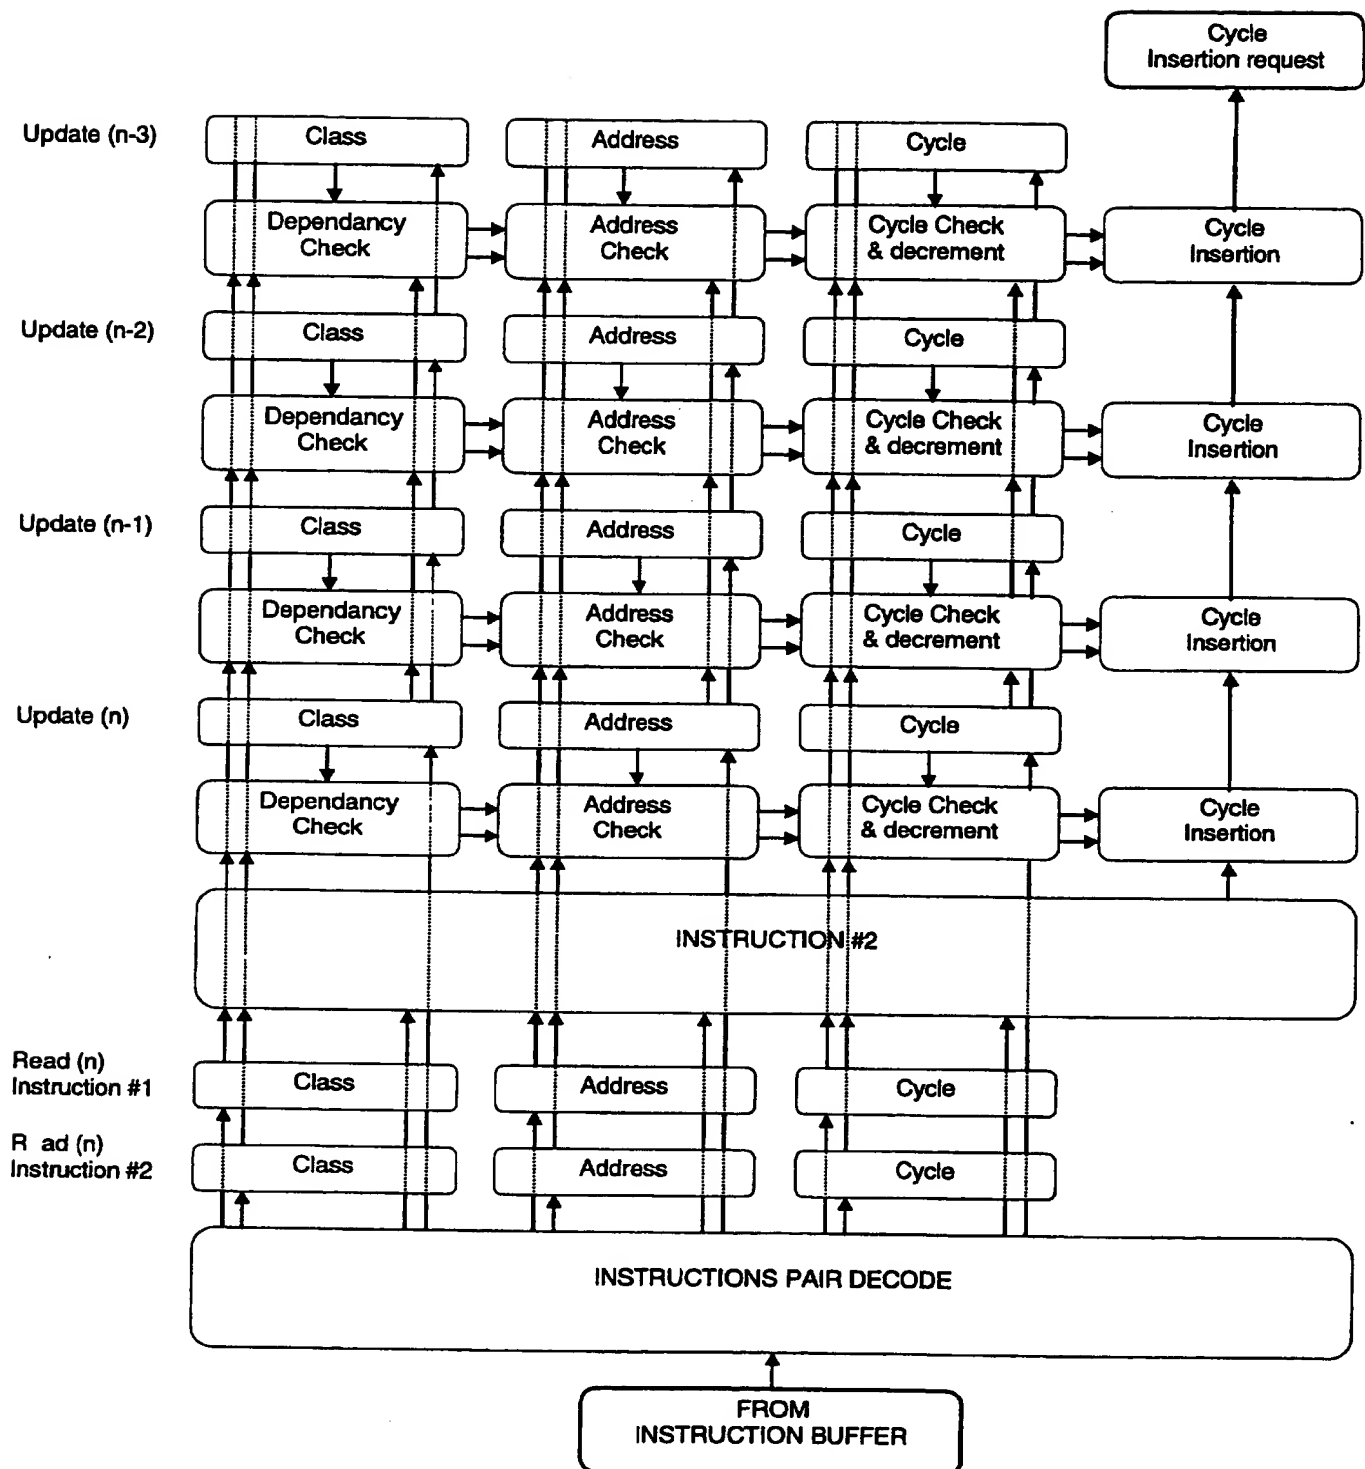 Cycle
Insertion request
Update (n-3)
Class
Address
Cycle
Dependancy
Check
Address
Check
Cycle Check
& decrement
Cycle
Insertion
Update (n-2)
Class
Address
Cycle
Dependancy
Check
Address
Check
Cycle Check
& decrement
Cycle
Insertion
Update (n-1)
Class
Address
Cycle
Dependancy
Check
Address
Check
Cycle Check
& decrement
Cycle
Insertion
Update (n)
Class
Address
Cycle
Dependancy
Check
Address
Check
Cycle Check
& decrement
Cycle
Insertion
INSTRUCTION #2
Read (n)
Instruction #1
Class
Address
Cycle
R ad (n)
Instruction #2
Class
Address
Cycle
INSTRUCTIONS PAIR DECODE
FROM
INSTRUCTION BUFFER